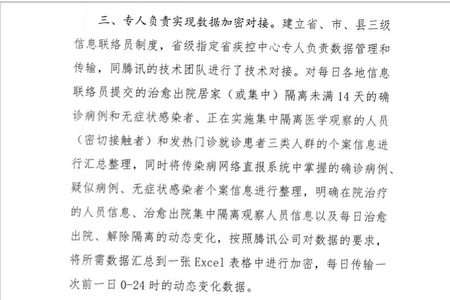 三、专人负责实现数据加密对接。建立省、市、县三级
信息联络员制度，省级指定省疾控中心专人负责数据管理和
传输，同腾讯的技术团队进行了技术对接。对每日各地信息
联络员提交的治愈出院居家（或集中）隔离未满 14 天的确
诊病例和无症状感染者、正在实施集中隔离医学观察的人员
（密切接触者）和发热门诊就诊患者三类人群的个案信息进
行汇总整理，同时将传染病网络直报系统中掌握的确诊病例、
疑似病例、无症状感染者个案信息进行整理，明确在院治疗
的人员信息、治愈出院集中隔离观察人员信息以及每日治愈
出院、解除隔离的动态变化，按照腾讯公司对数据的要求，
将所需数据汇总到一张 Excel 表格中进行加密，每日传输一
次前一日 0-24 时的动态变化数据。